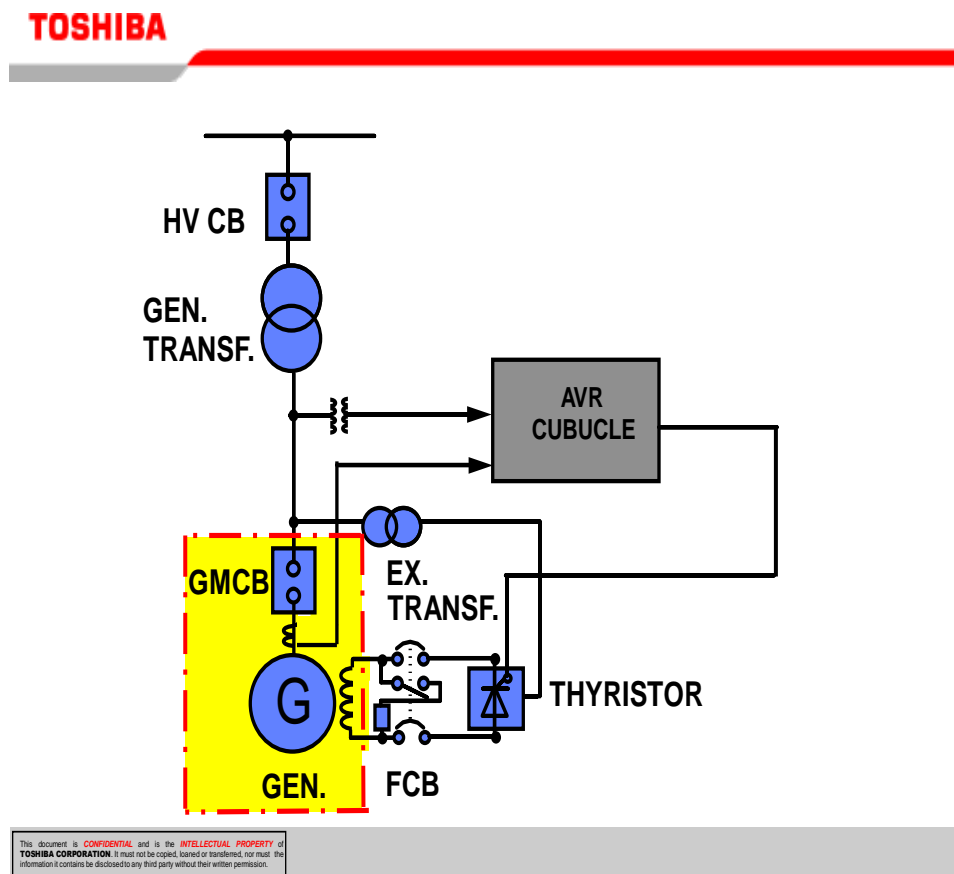 TOSHIBA
HV CB
GEN.
TRANSF.
AVR
CUBUCLE
GMCB
EX.
TRANSF.
G
THYRISTOR
GEN.
FCB
This document is CONFIDENTIAL and is the INTELLECTUAL PROPERTY of
TOSHIBA CORPORATION. It must not be copied, loaned or transferred, nor must the
information it contains be disclosed to any third party without their written permission.